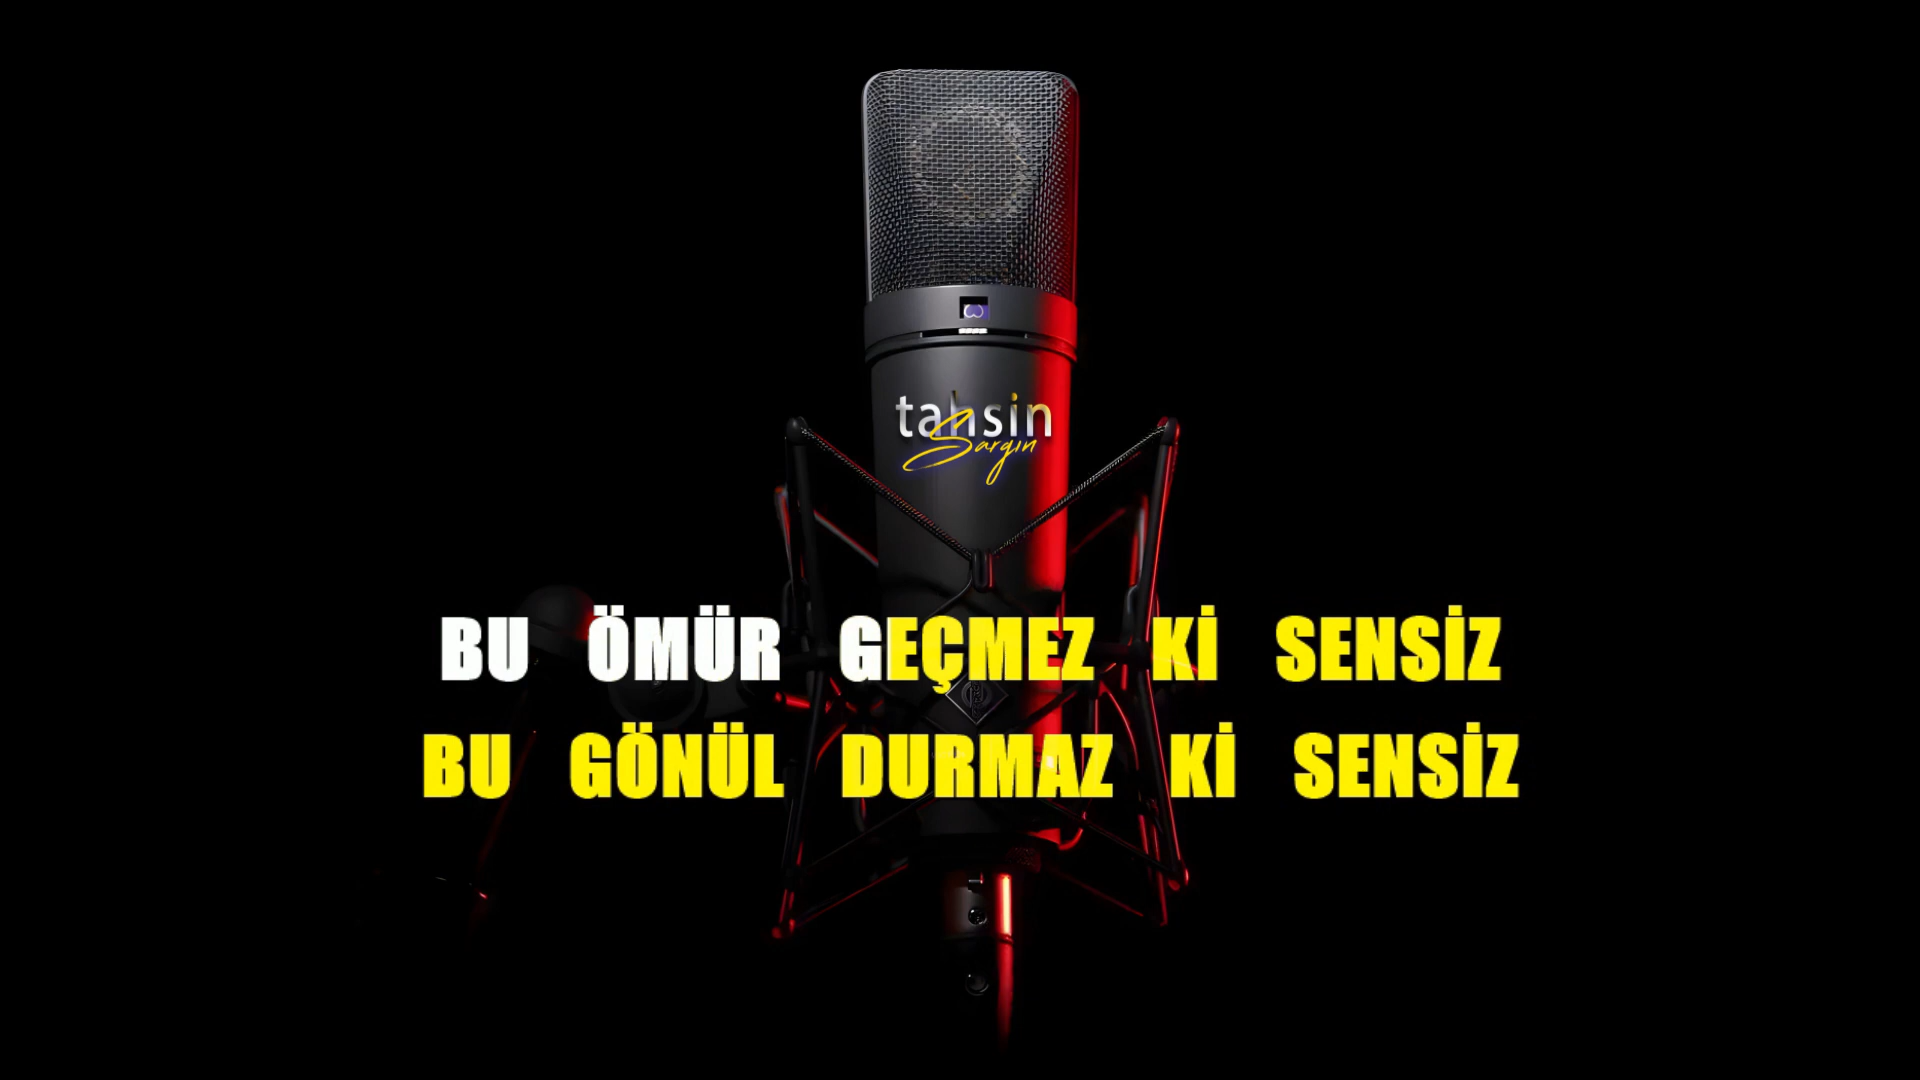 tahsin
Sargın
BU ÖMÜR GEÇMEZ Kİ SENSİZ
BU GÖNÜL DURMAZ Kİ SENSİZ